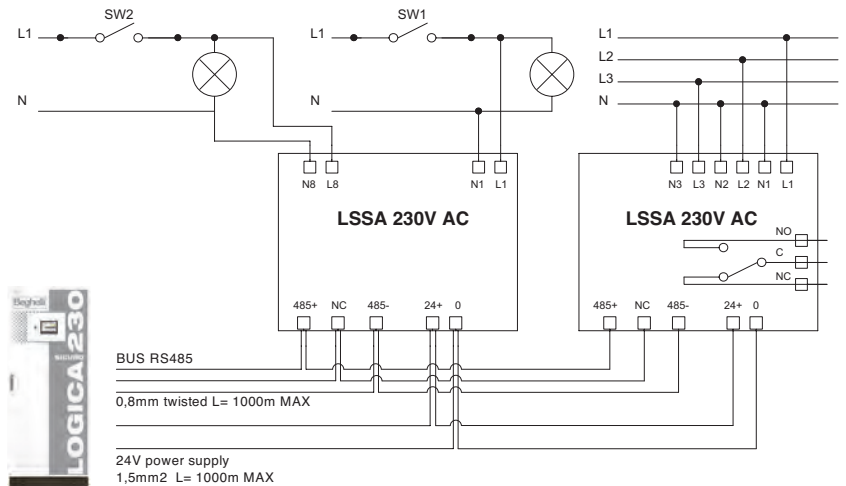 SW2
SW1
L1
L1
L1
L2
L3
N
N
N
N8 L8
N1 L1
N3 L3 N2 L2 N1 L1
LSSA 230V AC
LSSA 230V AC
NO
C
NC
485+ NC 485- 24+ 0
485+ NC 485- 24+ 0
Beghelli
sicuro
LOGICA 230
BUS RS485
0,8mm twisted L= 1000m MAX
24V power supply
1,5mm2 L= 1000m MAX